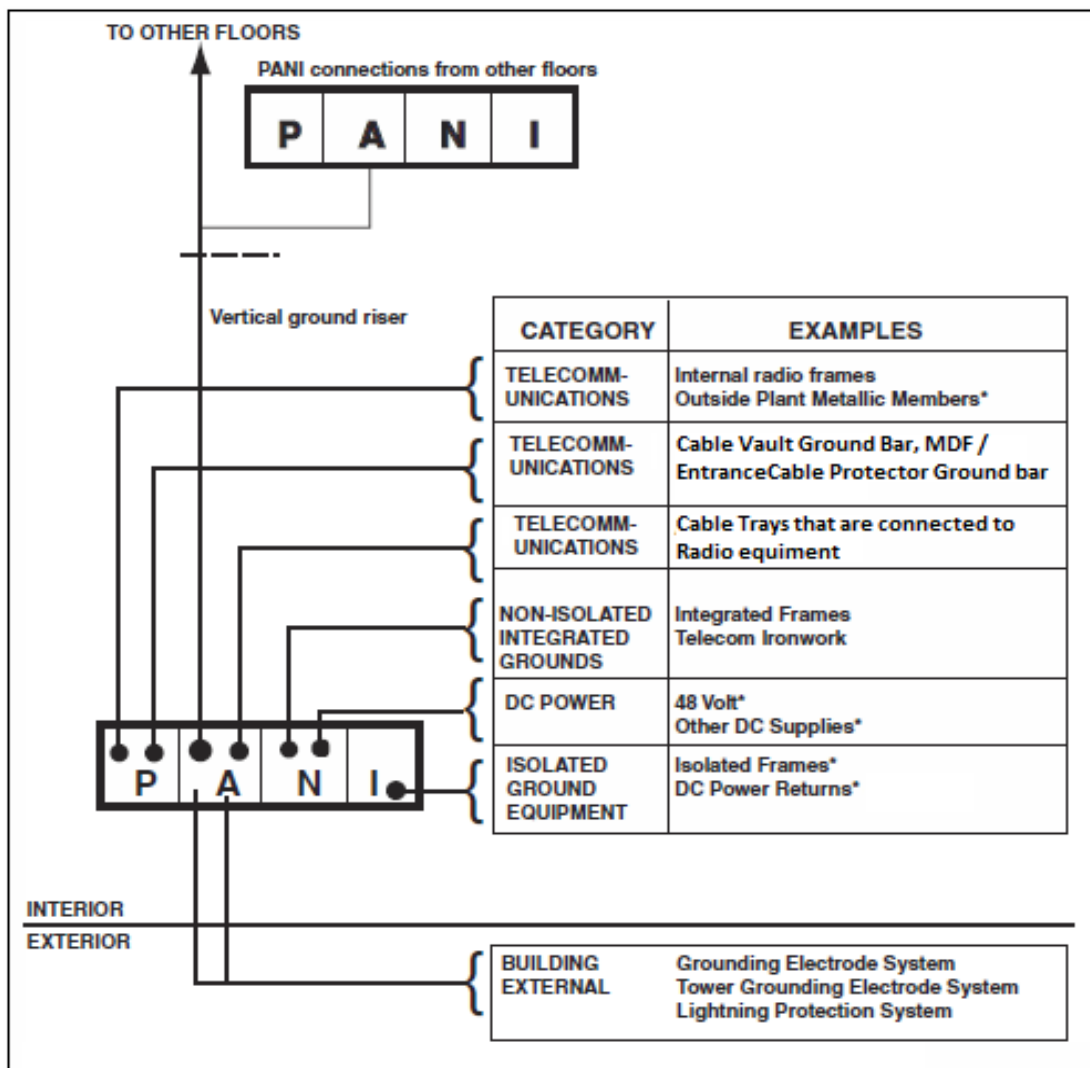 TO OTHER FLOORS
PANI connections from other floors
P A N I
Vertical ground riser
CATEGORY EXAMPLES
TELECOMM- Internal radio frames
UNICATIONS Outside Plant Metallic Members*
TELECOMM- Cable Vault Ground Bar, MDF /
UNICATIONS EntranceCable Protector Ground bar
TELECOMM- Cable Trays that are connected to
UNICATIONS Radio equiment
NON-ISOLATED Integrated Frames
INTEGRATED Telecom Ironwork
GROUNDS
DC POWER 48 Volt*
Other DC Supplies*
ISOLATED Isolated Frames*
GROUND DC Power Returns*
EQUIPMENT
P A N I
INTERIOR
EXTERIOR
BUILDING Grounding Electrode System
EXTERNAL Tower Grounding Electrode System
Lightning Protection System